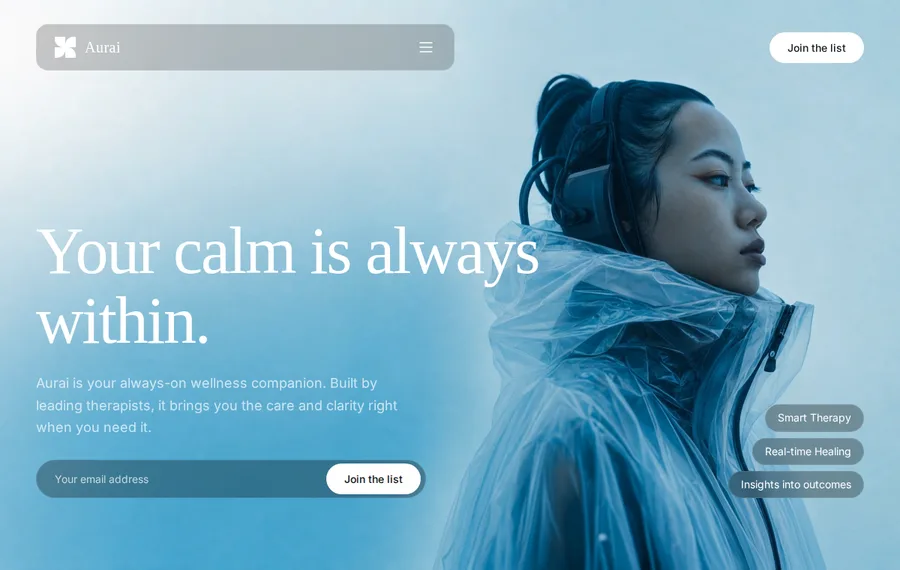 Aurai
Join the list
Your calm is always
within.
Aurai is your always-on wellness companion. Built by
leading therapists, it brings you the care and clarity right
when you need it.
Your email address
Join the list
Smart Therapy
Real-time Healing
Insights into outcomes